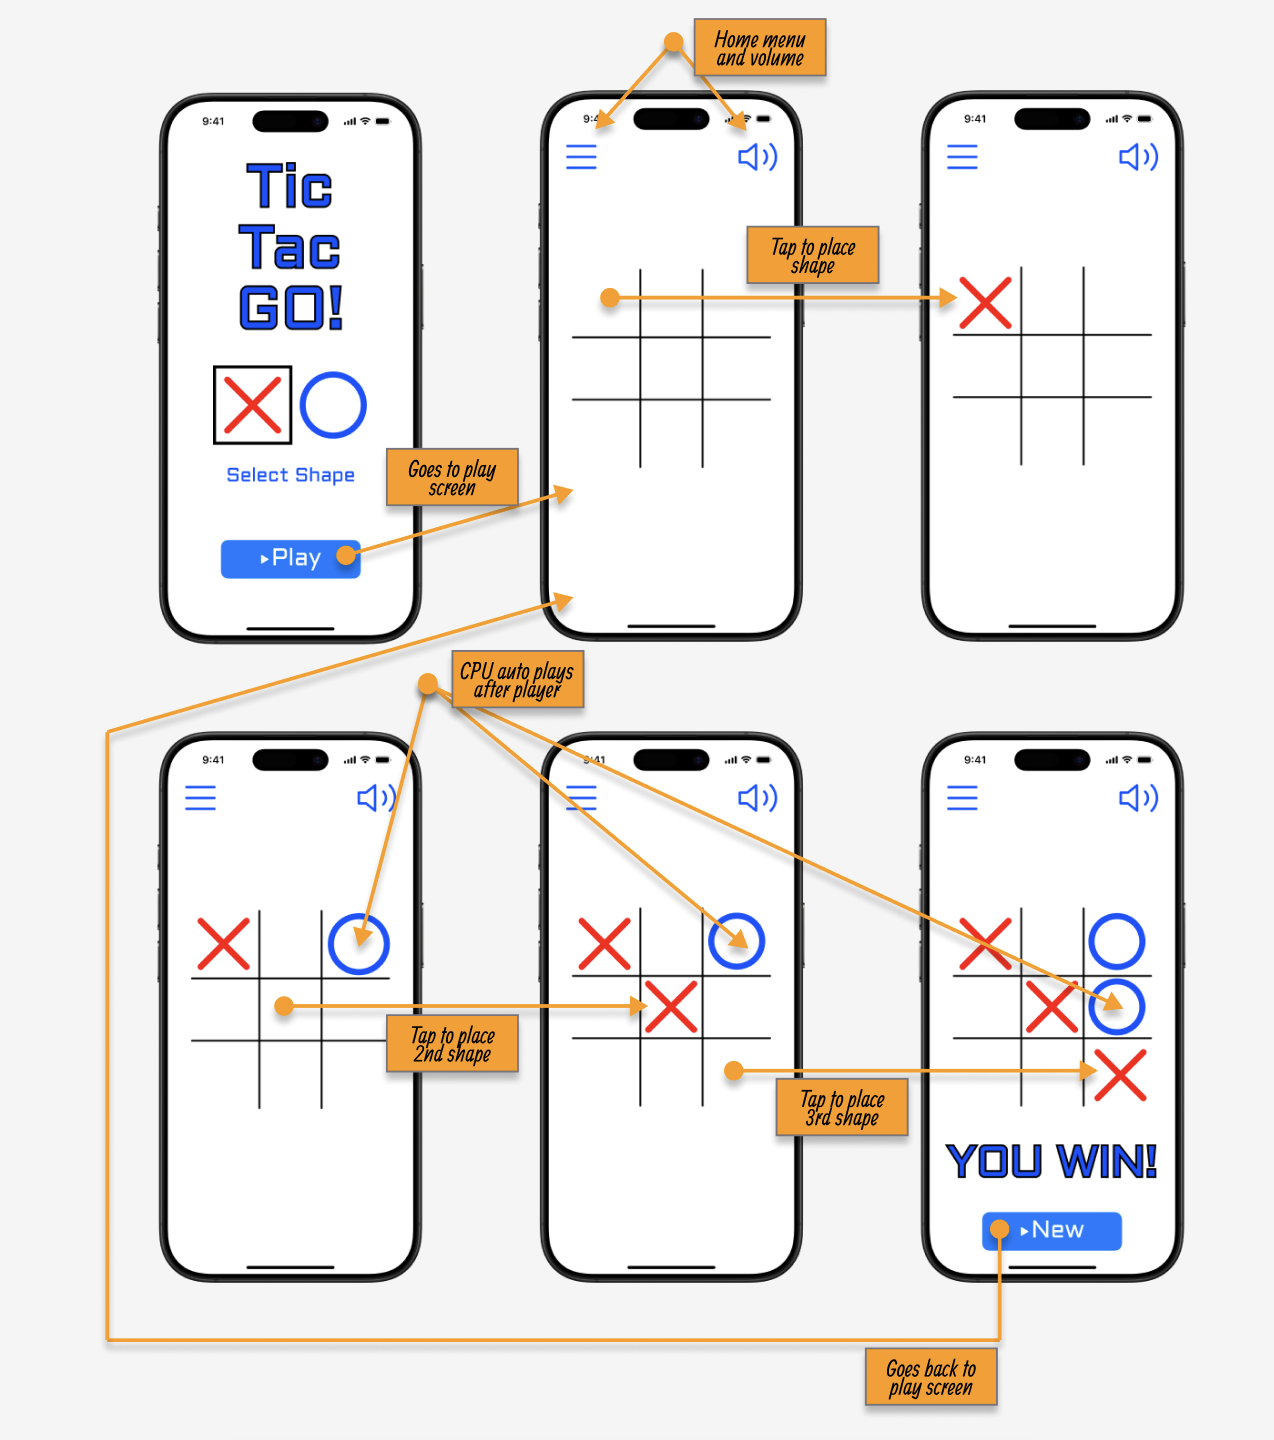 Home menu
and volume
9:41
Tic
Tac
GO!
Select Shape
Play
Goes to play
screen
9:41
Tap to place
shape
9:41
CPU auto plays
after player
9:41
Tap to place
2nd shape
9:41
Tap to place
3rd shape
9:41
YOU WIN!
New
Goes back to
play screen